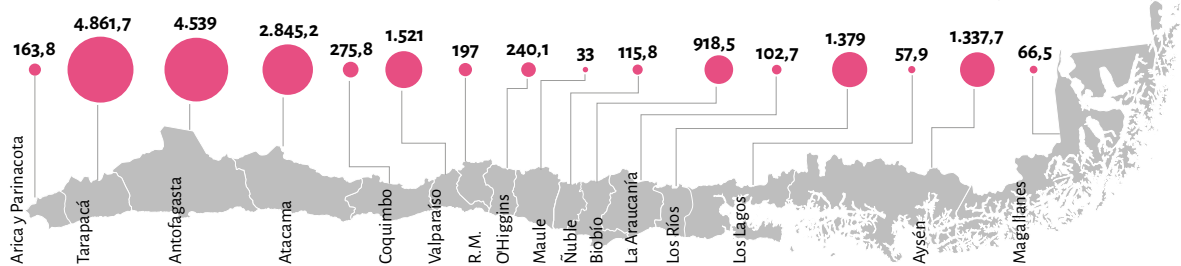 163,8
4.861,7
4.539
2.845,2
275,8
1.521
197
240,1
33
115,8
918,5
102,7
1.379
57,9
1.337,7
66,5
Arica y Parinacota
Tarapacá
Antofagasta
Atacama
Coquimbo
Valparaíso
R.M.
O'Higgins
Maule
Ñuble
Biobío
La Araucanía
Los Ríos
Los Lagos
Aysén
Magallanes